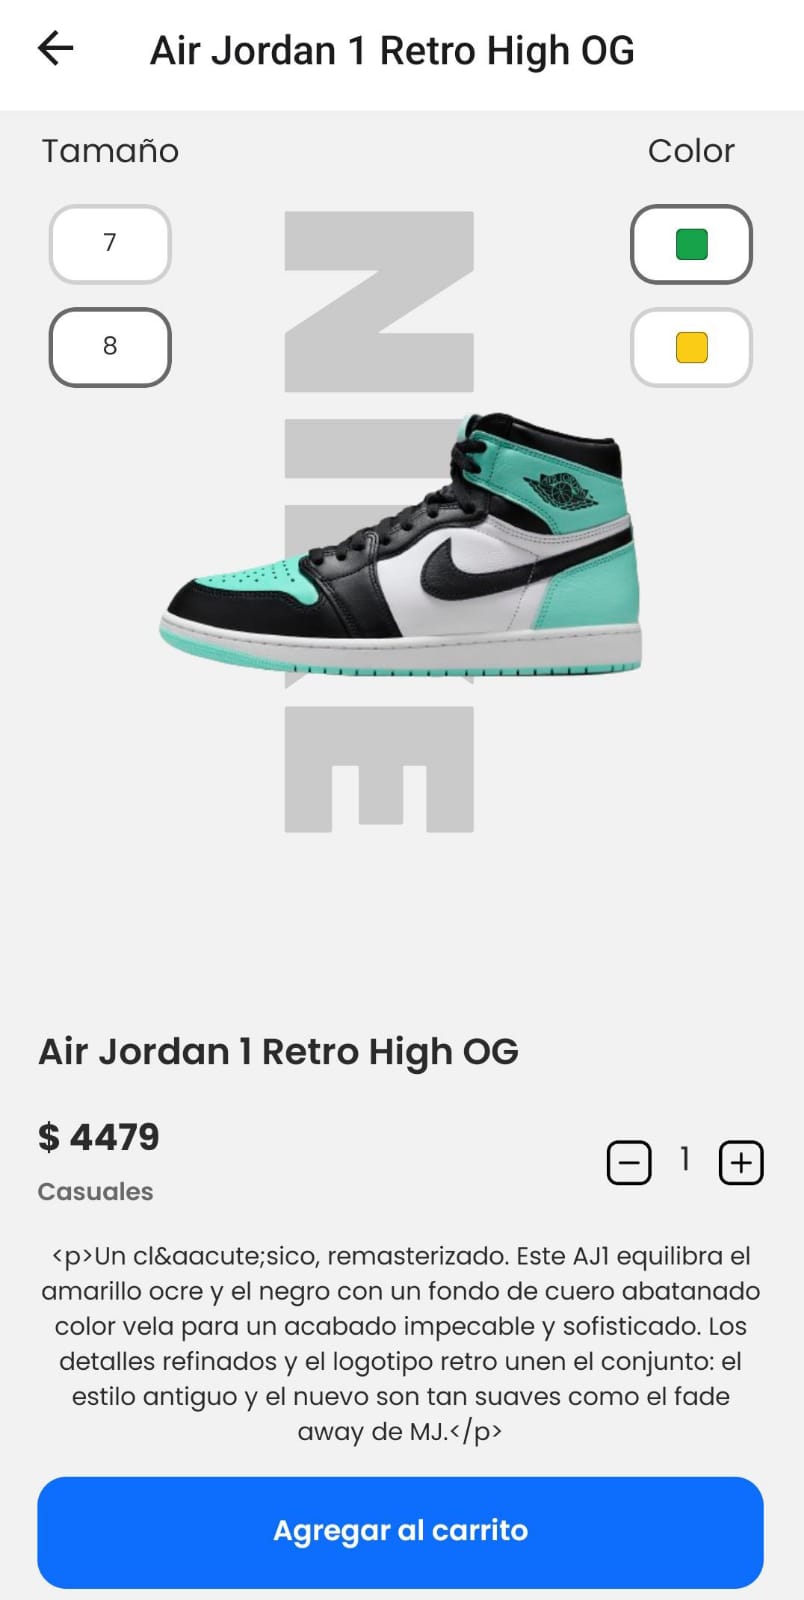 Air Jordan 1 Retro High OG
Tamaño
Color
7
8
NIKE
AIR JORDAN
Air Jordan 1 Retro High OG
$ 4479
1
Casuales
<p>Un cl&aacute;sico, remasterizado. Este AJ1 equilibra el
amarillo ocre y el negro con un fondo de cuero abatanado
color vela para un acabado impecable y sofisticado. Los
detalles refinados y el logotipo retro unen el conjunto: el
estilo antiguo y el nuevo son tan suaves como el fade
away de MJ.</p>
Agregar al carrito